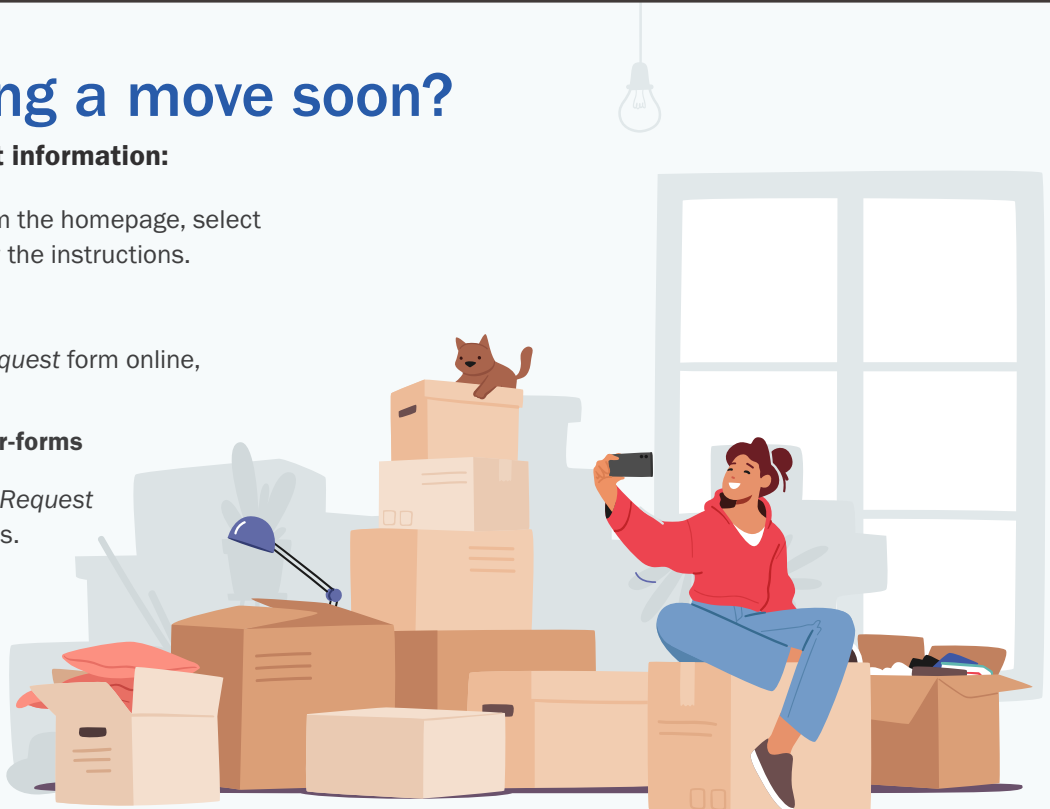 ng a move soon?
t information:
m the homepage, select
the instructions.
quest form online,
r-forms
Request
s.